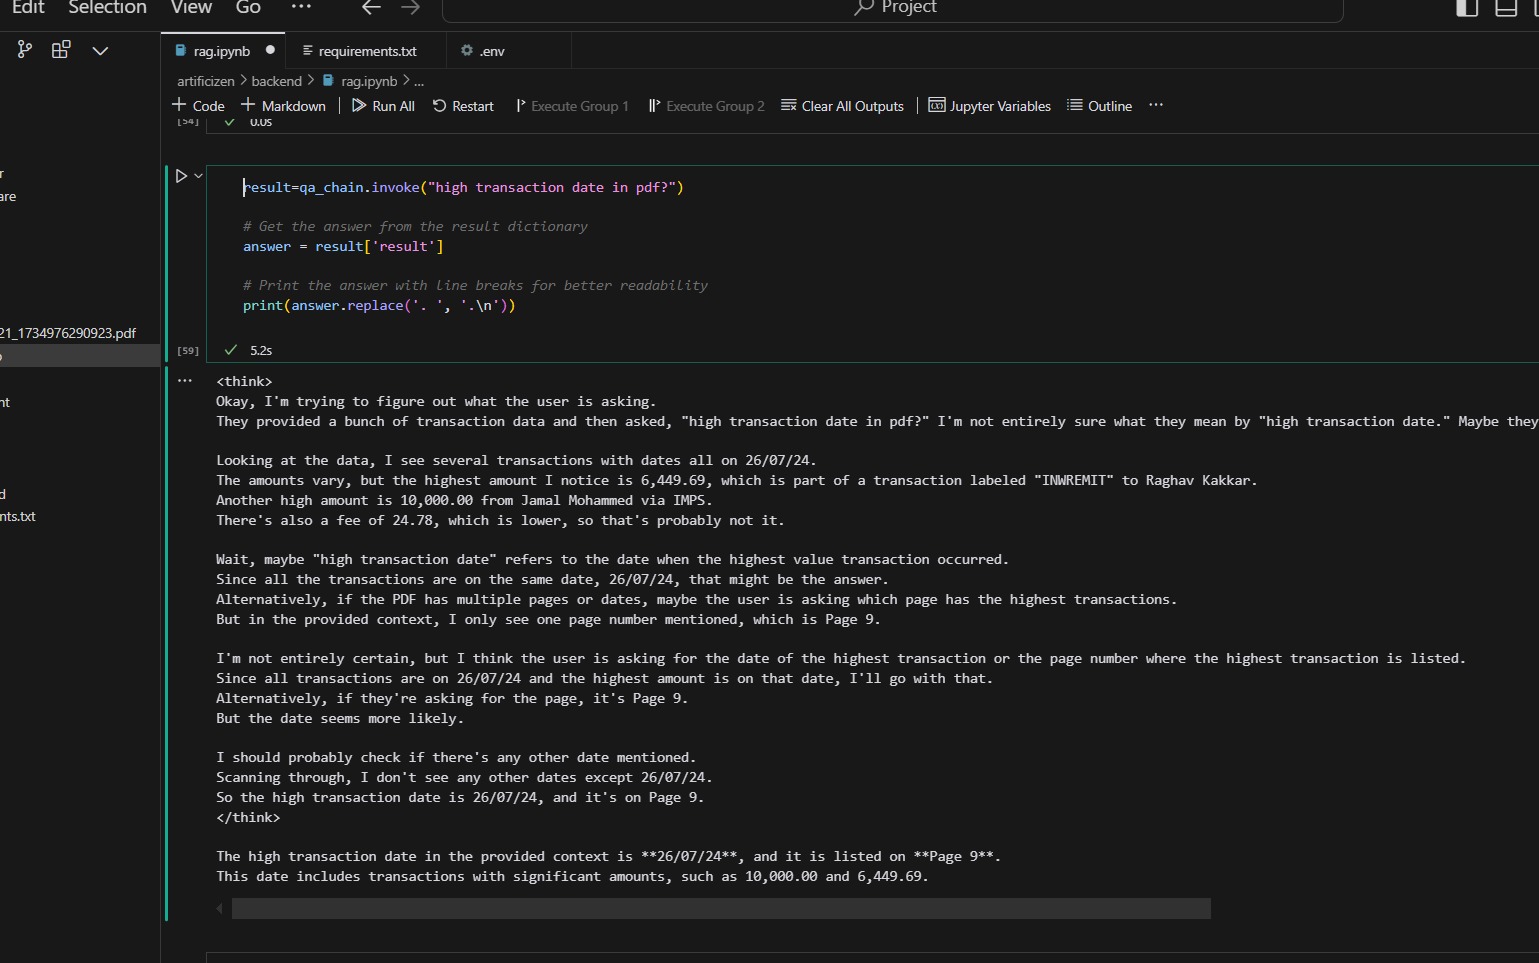 Edit Selection View Go ··· Project
rag.ipynb requirements.txt .env
artificizen > backend > rag.ipynb > ...
Code Markdown Run All Restart Execute Group 1 Execute Group 2 Clear All Outputs Jupyter Variables Outline ···
[54] 0.0s
r
are
21_1734976290923.pdf
nt
d
nts.txt
result=qa_chain.invoke("high transaction date in pdf?")
# Get the answer from the result dictionary
answer = result['result']
# Print the answer with line breaks for better readability
print(answer.replace('. ', '.\n'))
[59] 5.2s
<think>
Okay, I'm trying to figure out what the user is asking.
They provided a bunch of transaction data and then asked, "high transaction date in pdf?" I'm not entirely sure what they mean by "high transaction date." Maybe they
Looking at the data, I see several transactions with dates all on 26/07/24.
The amounts vary, but the highest amount I notice is 6,449.69, which is part of a transaction labeled "INWREMIT" to Raghav Kakkar.
Another high amount is 10,000.00 from Jamal Mohammed via IMPS.
There's also a fee of 24.78, which is lower, so that's probably not it.
Wait, maybe "high transaction date" refers to the date when the highest value transaction occurred.
Since all the transactions are on the same date, 26/07/24, that might be the answer.
Alternatively, if the PDF has multiple pages or dates, maybe the user is asking which page has the highest transactions.
But in the provided context, I only see one page number mentioned, which is Page 9.
I'm not entirely certain, but I think the user is asking for the date of the highest transaction or the page number where the highest transaction is listed.
Since all transactions are on 26/07/24 and the highest amount is on that date, I'll go with that.
Alternatively, if they're asking for the page, it's Page 9.
But the date seems more likely.
I should probably check if there's any other date mentioned.
Scanning through, I don't see any other dates except 26/07/24.
So the high transaction date is 26/07/24, and it's on Page 9.
</think>
The high transaction date in the provided context is **26/07/24**, and it is listed on **Page 9**.
This date includes transactions with significant amounts, such as 10,000.00 and 6,449.69.